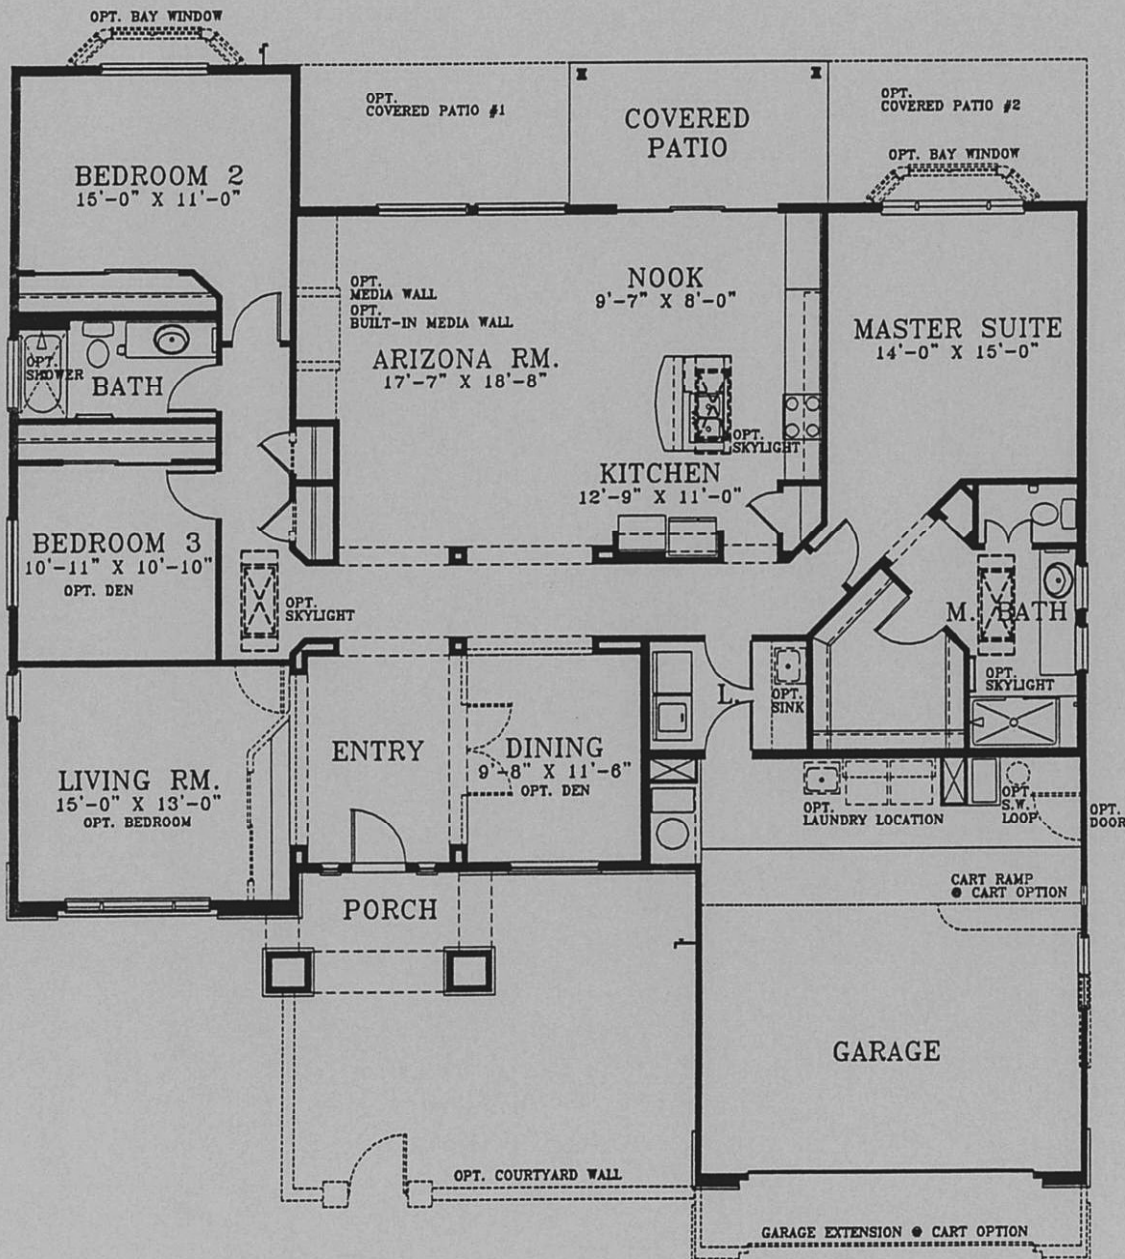 OPT. BAY WINDOW
OPT.
COVERED PATIO #1
COVERED
PATIO
OPT.
COVERED PATIO #2
OPT. BAY WINDOW
BEDROOM 2
15'-0" X 11'-0"
OPT.
MEDIA WALL
OPT.
BUILT-IN MEDIA WALL
NOOK
9'-7" X 8'-0"
MASTER SUITE
14'-0" X 15'-0"
ARIZONA RM.
17'-7" X 18'-8"
OPT.
SHOWER
BATH
OPT.
SKYLIGHT
KITCHEN
12'-9" X 11'-0"
BEDROOM 3
10'-11" X 10'-10"
OPT. DEN
OPT.
SKYLIGHT
M. BATH
OPT.
SKYLIGHT
L.
OPT.
SINK
ENTRY
DINING
9'-8" X 11'-6"
OPT. DEN
LIVING RM.
15'-0" X 13'-0"
OPT. BEDROOM
OPT.
LAUNDRY LOCATION
OPT.
S.W.
LOOP
OPT.
DOOR
CART RAMP
@ CART OPTION
PORCH
GARAGE
OPT. COURTYARD WALL
GARAGE EXTENSION @ CART OPTION